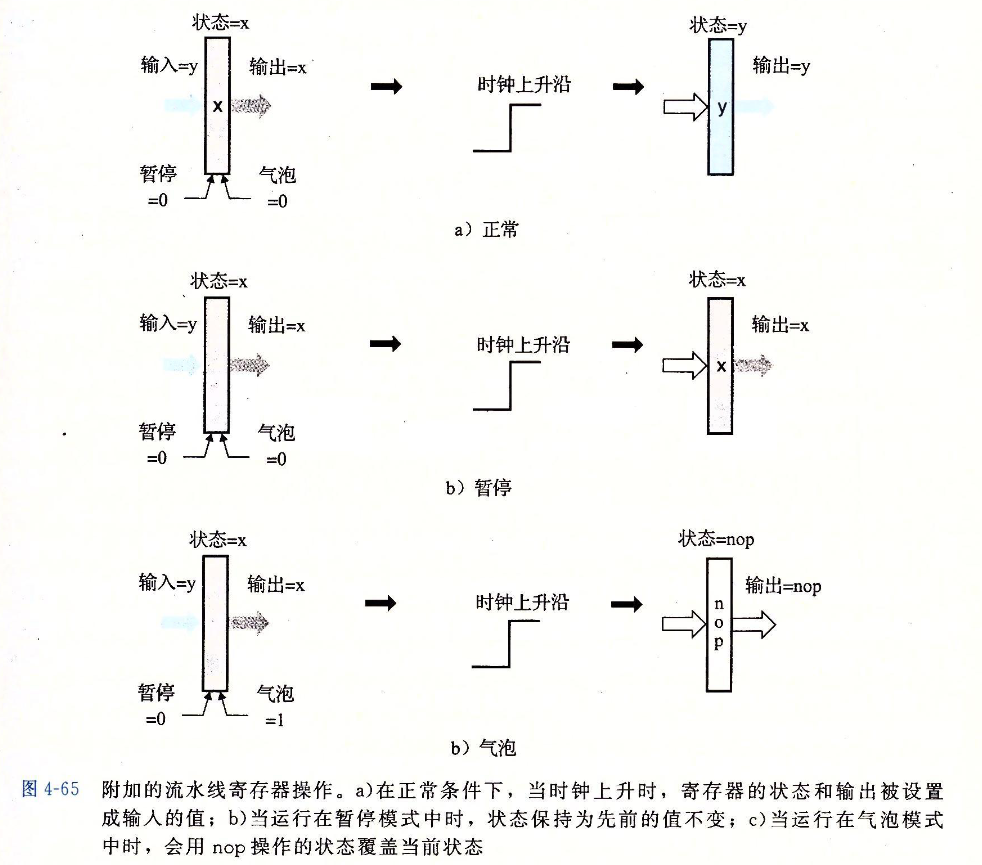 状态=x
输入=y
输出=x
x
暂停
=0
气泡
=0
时钟上升沿
状态=y
输出=y
y
a）正常
状态=x
输入=y
输出=x
暂停
=0
气泡
=0
时钟上升沿
状态=x
输出=x
x
b）暂停
状态=x
输入=y
输出=x
暂停
=0
气泡
=1
时钟上升沿
状态=nop
输出=nop
n
o
p
b）气泡
图 4-65 附加的流水线寄存器操作。a)在正常条件下，当时钟上升时，寄存器的状态和输出被设置
成输人的值；b)当运行在暂停模式中时，状态保持为先前的值不变；c)当运行在气泡模式
中时，会用 nop 操作的状态覆盖当前状态